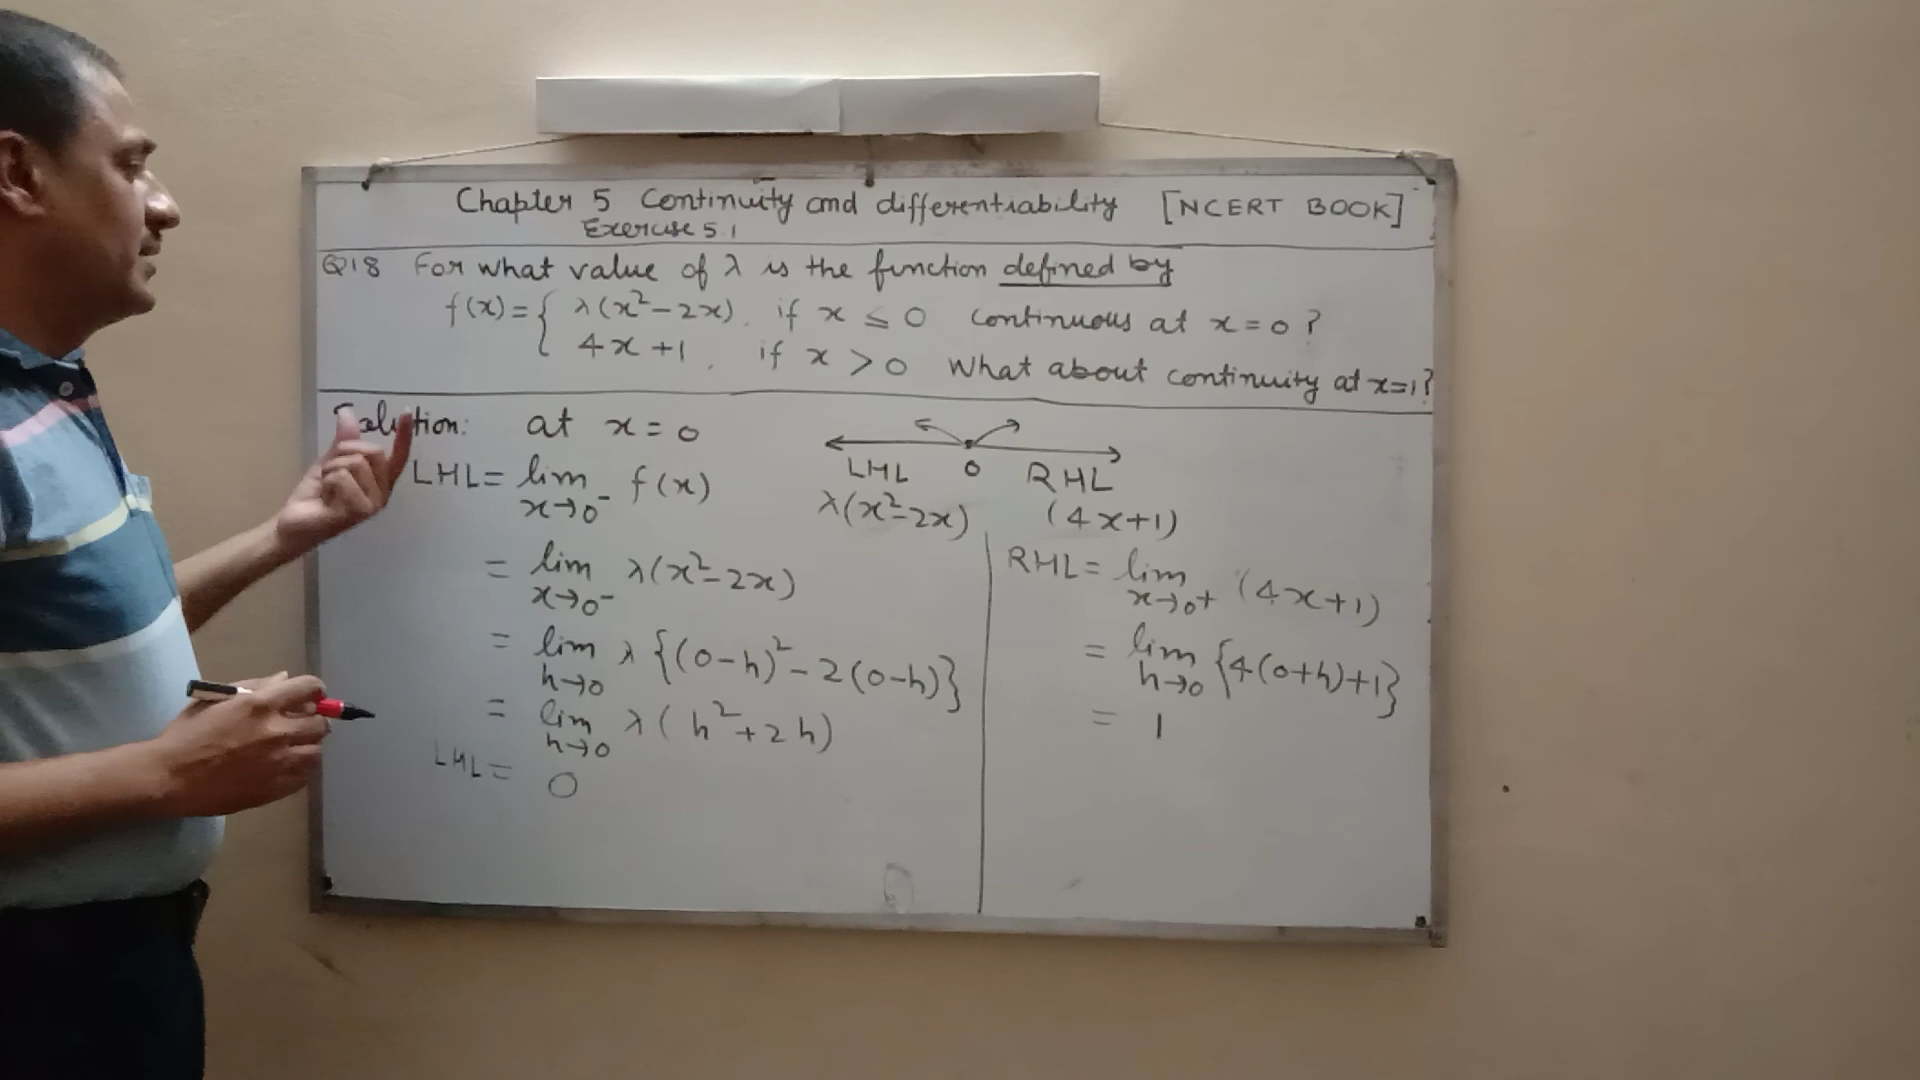 Chapter 5 Continuity and differentiability [NCERT BOOK]
Exercise 5.1
Q18 For what value of λ is the function defined by
f(x) = { λ(x²-2x), if x ≤ 0 continuous at x = 0 ?
4x+1, if x > 0 What about continuity at x=1?
Solution: at x = 0
LHL 0 RHL
λ(x²-2x) (4x+1)
LHL = lim x→0⁻ f(x)
= lim x→0⁻ λ(x²-2x)
= lim h→0 λ{(0-h)²-2(0-h)}
= lim h→0 λ(h²+2h)
LHL = 0
RHL = lim x→0+ (4x+1)
= lim h→0 {4(0+h)+1}
= 1